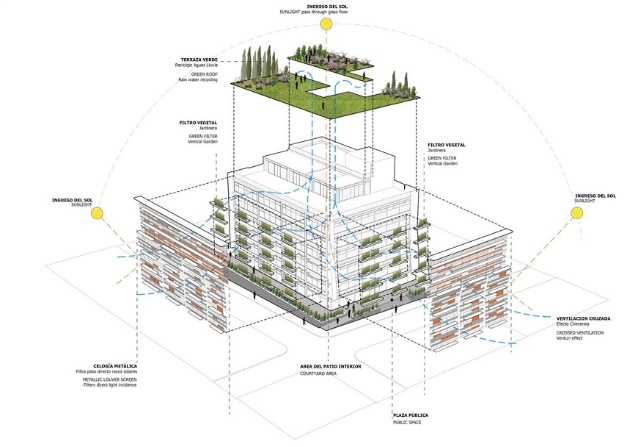 INGRESO DEL SOL
SUNLIGHT pass through glass floor
TERRAZA VERDE
Reciclaje Aguas Lluvia
GREEN ROOF
Rain water recycling
FILTRO VEGETAL
Jardinera
GREEN FILTER
Vertical Garden
FILTRO VEGETAL
Jardinera
GREEN FILTER
Vertical Garden
INGRESO DEL SOL
SUNLIGHT
INGRESO DEL SOL
SUNLIGHT
VENTILACION CRUZADA
Efecto Chimenea
CROSSED VENTILATION
Venturi effect
CELOSÍA METÁLICA
Filtra paso directo rayos solares
METALLIC LOUVER SCREEN
Filters direct light incidence
AREA DEL PATIO INTERIOR
COURTYARD AREA
PLAZA PÚBLICA
PUBLIC SPACE